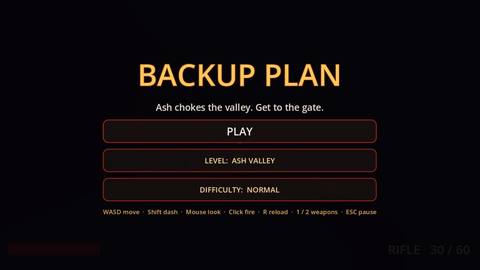 BACKUP PLAN
Ash chokes the valley. Get to the gate.
PLAY
LEVEL: ASH VALLEY
DIFFICULTY: NORMAL
WASD move · Shift dash · Mouse look · Click fire · R reload · 1 / 2 weapons · ESC pause
RIFLE 30 / 60